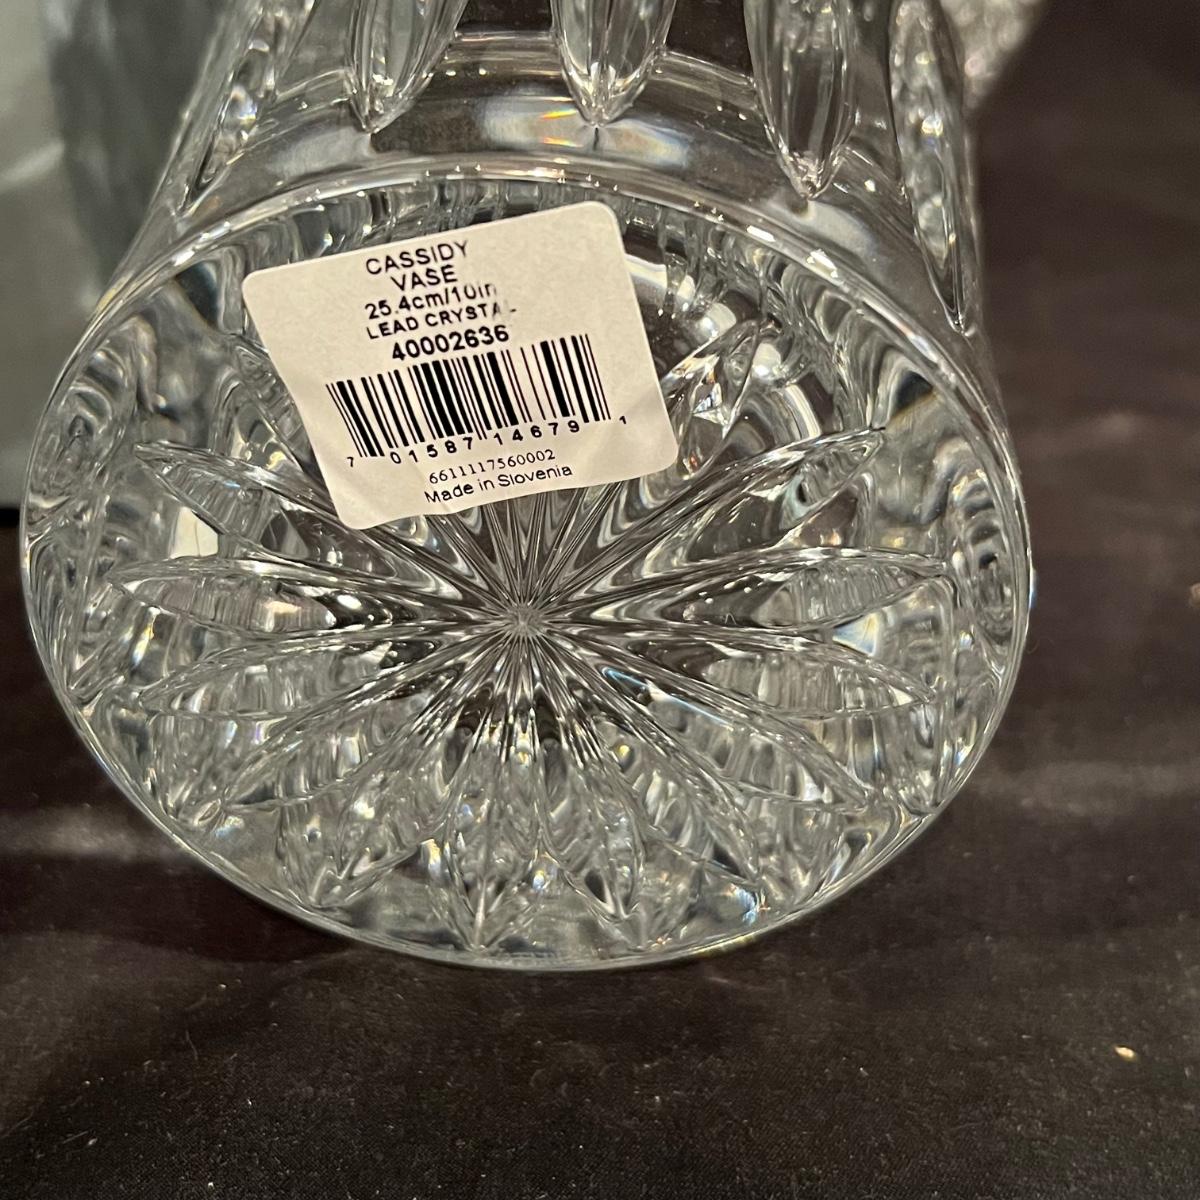 CASSIDY
VASE
25.4cm/10in
LEAD CRYSTAL
40002636
7 01587 14679 1
6611117560002
Made in Slovenia